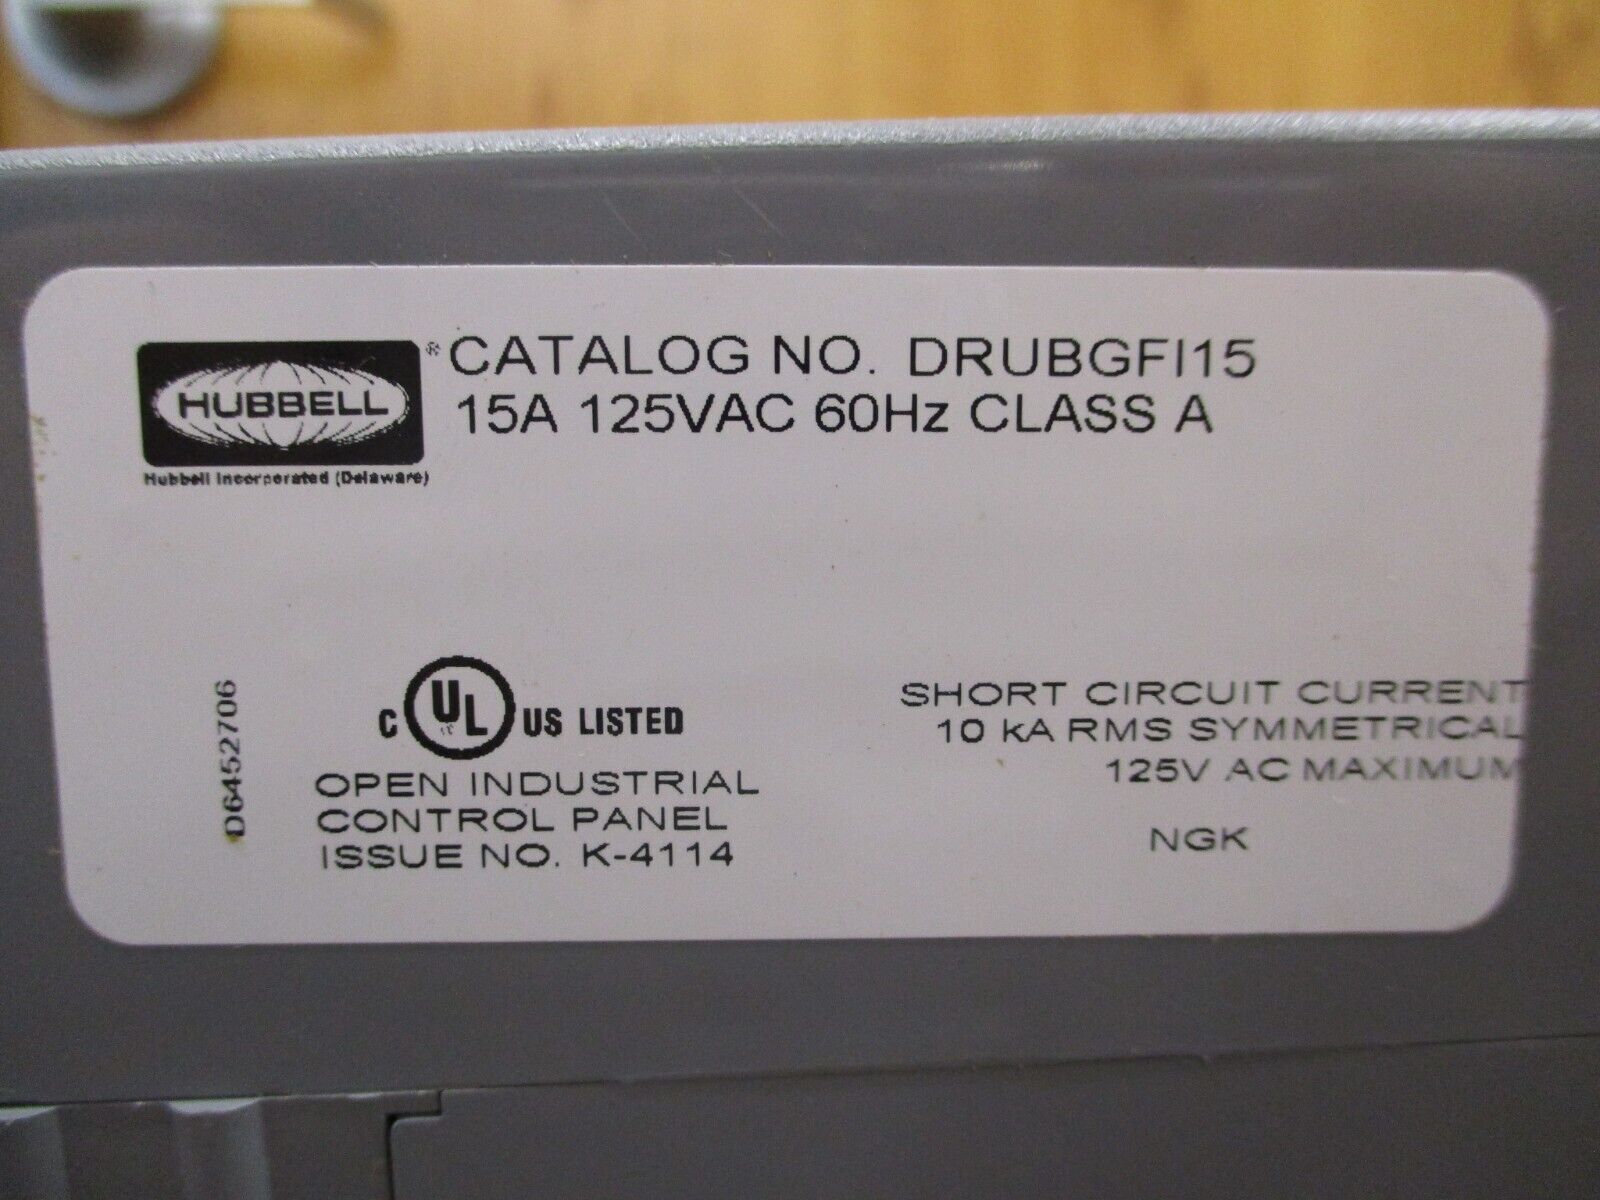 HUBBELL
®
CATALOG NO. DRUBGFI15
15A 125VAC 60Hz CLASS A
Hubbell Incorporated (Delaware)
D6452706
C UL US LISTED
OPEN INDUSTRIAL
CONTROL PANEL
ISSUE NO. K-4114
SHORT CIRCUIT CURRENT
10 kA RMS SYMMETRICAL
125V AC MAXIMUM
NGK